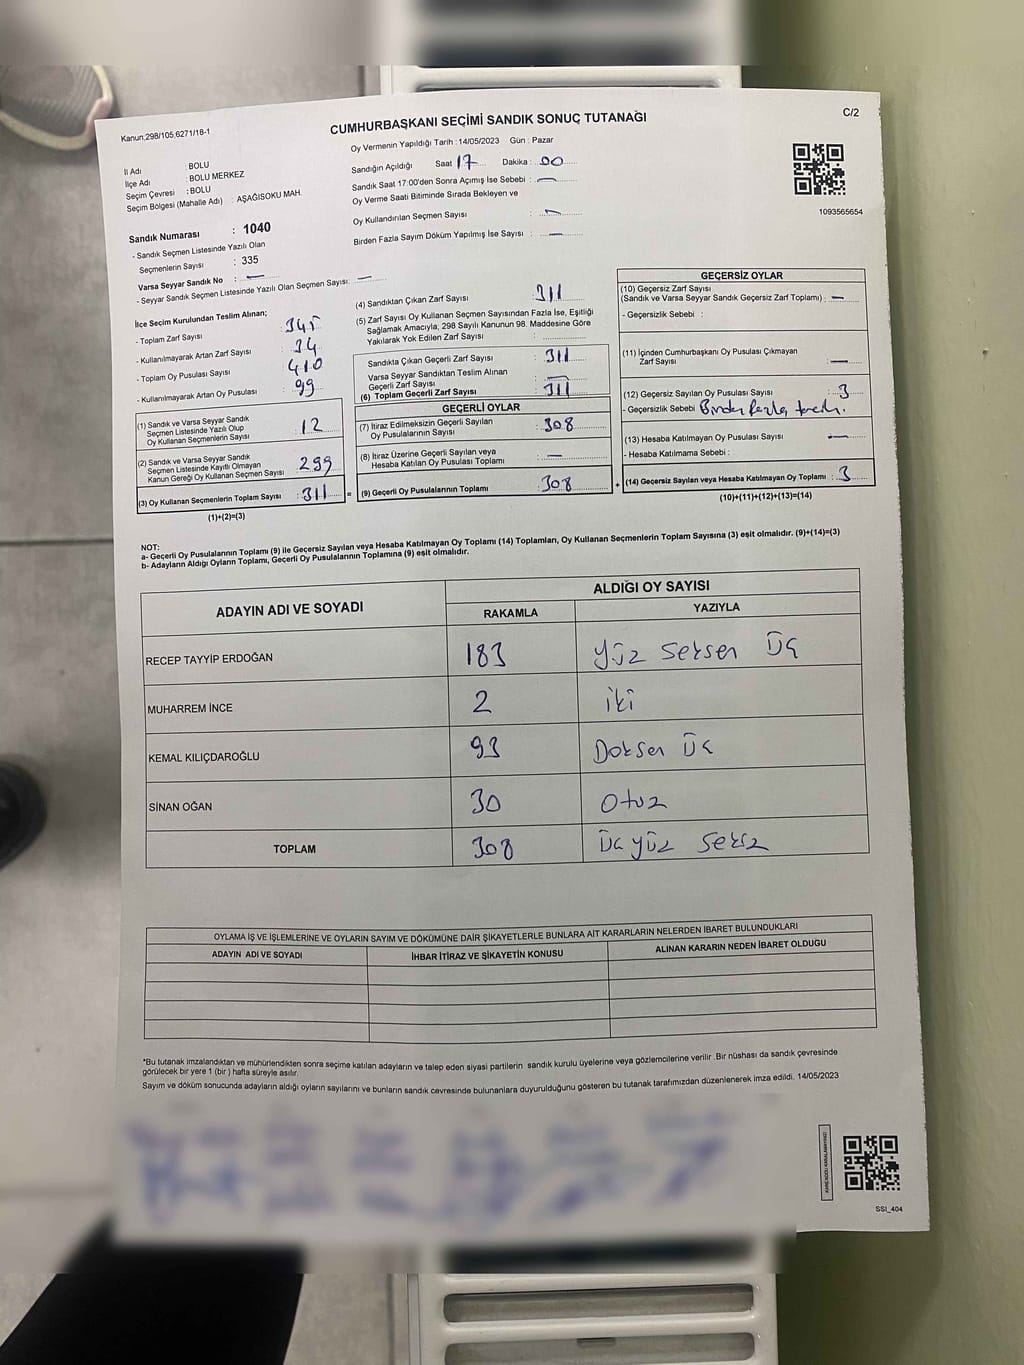 Kanun;298/105;6271/18-1
CUMHURBAŞKANI SEÇİMİ SANDIK SONUÇ TUTANAĞI
C/2
Oy Vermenin Yapıldığı Tarih : 14/05/2023 Gün : Pazar
İl Adı : BOLU
İlçe Adı : BOLU MERKEZ
Seçim Çevresi : BOLU
Seçim Bölgesi (Mahalle Adı) : AŞAĞISOKU MAH.
Sandık Numarası : 1040
- Sandık Seçmen Listesinde Yazılı Olan
Seçmenlerin Sayısı : 335
Varsa Seyyar Sandık No : —
- Seyyar Sandık Seçmen Listesinde Yazılı Olan Seçmen Sayısı: —
Sandığın Açıldığı Saat 17 Dakika : 00
Sandık Saat 17:00'den Sonra Açımış İse Sebebi : —
Oy Verme Saati Bitiminde Sırada Bekleyen ve
Oy Kullandırılan Seçmen Sayısı : —
Birden Fazla Sayım Döküm Yapılmış İse Sayısı : —
1093565654
İlçe Seçim Kurulundan Teslim Alınan;
- Toplam Zarf Sayısı : 345
- Kullanılmayarak Artan Zarf Sayısı : 34
- Toplam Oy Pusulası Sayısı : 410
- Kullanılmayarak Artan Oy Pusulası : 99
(1) Sandık ve Varsa Seyyar Sandık
Seçmen Listesinde Yazılı Olup
Oy Kullanan Seçmenlerin Sayısı : 12
(2) Sandık ve Varsa Seyyar Sandık
Seçmen Listesinde Kayıtlı Olmayan
Kanun Gereği Oy Kullanan Seçmen Sayısı : 299
(3) Oy Kullanan Seçmenlerin Toplam Sayısı : 311
(1)+(2)=(3)
(4) Sandıktan Çıkan Zarf Sayısı : 311
(5) Zarf Sayısı Oy Kullanan Seçmen Sayısından Fazla İse, Eşitliği
Sağlamak Amacıyla, 298 Sayılı Kanunun 98. Maddesine Göre
Yakılarak Yok Edilen Zarf Sayısı :
Sandıkta Çıkan Geçerli Zarf Sayısı : 311
Varsa Seyyar Sandıktan Teslim Alınan
Geçerli Zarf Sayısı : —
(6) Toplam Geçerli Zarf Sayısı : 311
GEÇERLİ OYLAR
(7) İtiraz Edilmeksizin Geçerli Sayılan
Oy Pusulalarının Sayısı : 308
(8) İtiraz Üzerine Geçerli Sayılan veya
Hesaba Katılan Oy Pusulası Toplamı : —
= (9) Geçerli Oy Pusulalarının Toplamı : 308
GEÇERSİZ OYLAR
(10) Geçersiz Zarf Sayısı
(Sandık ve Varsa Seyyar Sandık Geçersiz Zarf Toplamı) : —
- Geçersizlik Sebebi :
(11) İçinden Cumhurbaşkanı Oy Pusulası Çıkmayan
Zarf Sayısı : —
(12) Geçersiz Sayılan Oy Pusulası Sayısı : 3
- Geçersizlik Sebebi : Birden fazla tercih.
(13) Hesaba Katılmayan Oy Pusulası Sayısı : —
- Hesaba Katılmama Sebebi :
+ (14) Geçersiz Sayılan veya Hesaba Katılmayan Oy Toplamı : 3
(10)+(11)+(12)+(13)=(14)
NOT:
a- Geçerli Oy Pusulalarının Toplamı (9) ile Geçersiz Sayılan veya Hesaba Katılmayan Oy Toplamı (14) Toplamları, Oy Kullanan Seçmenlerin Toplam Sayısına (3) eşit olmalıdır. (9)+(14)=(3)
b- Adayların Aldığı Oyların Toplamı, Geçerli Oy Pusulalarının Toplamına (9) eşit olmalıdır.
ADAYIN ADI VE SOYADI ALDIĞI OY SAYISI
RAKAMLA YAZIYLA
RECEP TAYYİP ERDOĞAN 183 Yüz Seksen Üç
MUHARREM İNCE 2 iki
KEMAL KILIÇDAROĞLU 93 Doksan Üç
SİNAN OĞAN 30 Otuz
TOPLAM 308 Üç yüz Sekiz
OYLAMA İŞ VE İŞLEMLERİNE VE OYLARIN SAYIM VE DÖKÜMÜNE DAİR ŞİKAYETLERLE BUNLARA AİT KARARLARIN NELERDEN İBARET BULUNDUKLARI
ADAYIN ADI VE SOYADI İHBAR İTİRAZ VE ŞİKAYETİN KONUSU ALINAN KARARIN NEDEN İBARET OLDUGU
*Bu tutanak imzalandıktan ve mühürlendikten sonra seçime katılan adayların ve talep eden siyasi partilerin sandık kurulu üyelerine veya gözlemcilerine verilir .Bir nüshası da sandık çevresinde
görülecek bir yere 1 (bir ) hafta süreyle asılır.
Sayım ve döküm sonucunda adayların aldığı oyların sayılarını ve bunların sandık cevresinde bulunanlara duyurulduğunu gösteren bu tutanak tarafımızdan düzenlenerek imza edildi. 14/05/2023
SSI_404